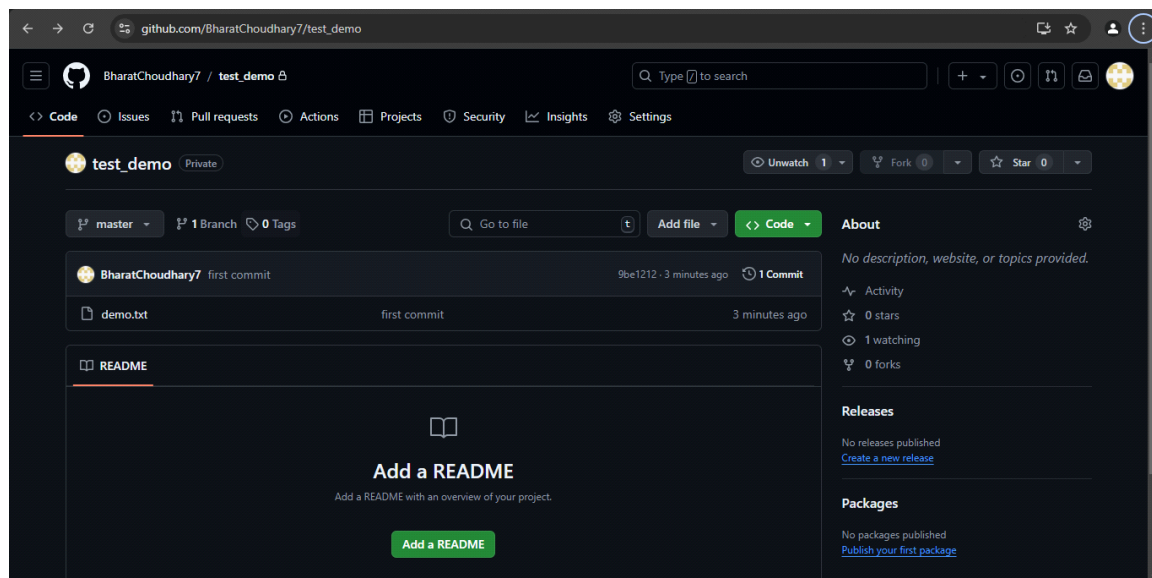 github.com/BharatChoudhary7/test_demo
BharatChoudhary7 / test_demo
Type / to search
<> Code Issues Pull requests Actions Projects Security Insights Settings
test_demo Private
Unwatch 1 Fork 0 Star 0
master 1 Branch 0 Tags Go to file t Add file <> Code
About
No description, website, or topics provided.
BharatChoudhary7 first commit 9be1212 · 3 minutes ago 1 Commit
demo.txt first commit 3 minutes ago
Activity
0 stars
1 watching
0 forks
README
Add a README
Add a README with an overview of your project.
Add a README
Releases
No releases published
Create a new release
Packages
No packages published
Publish your first package